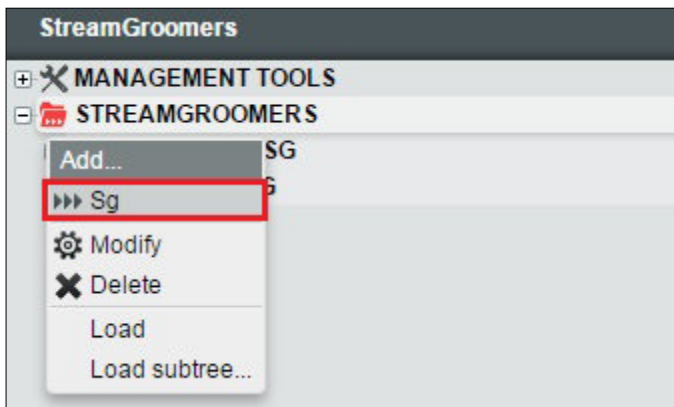 StreamGroomers
MANAGEMENT TOOLS
STREAMGROOMERS
SG
Add...
Sg
Modify
Delete
Load
Load subtree...